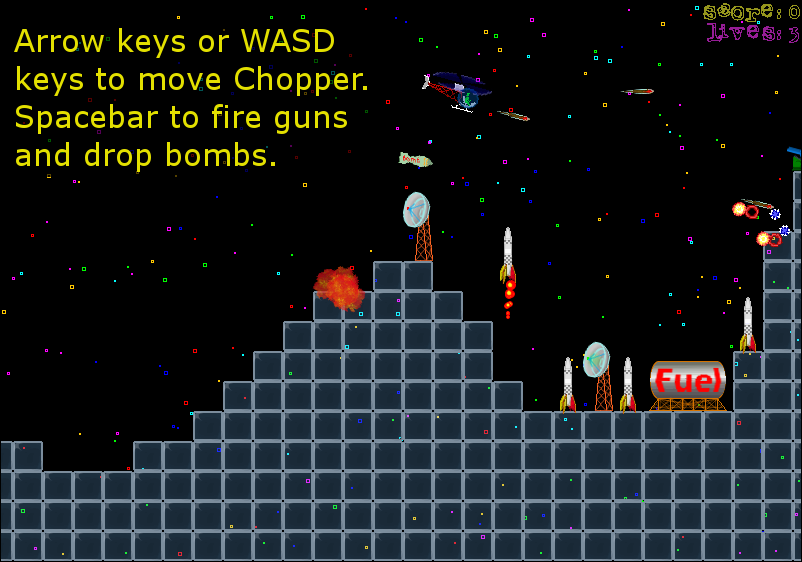 Arrow keys or WASD
keys to move Chopper.
Spacebar to fire guns
and drop bombs.
score: 0
lives: 3
Fuel